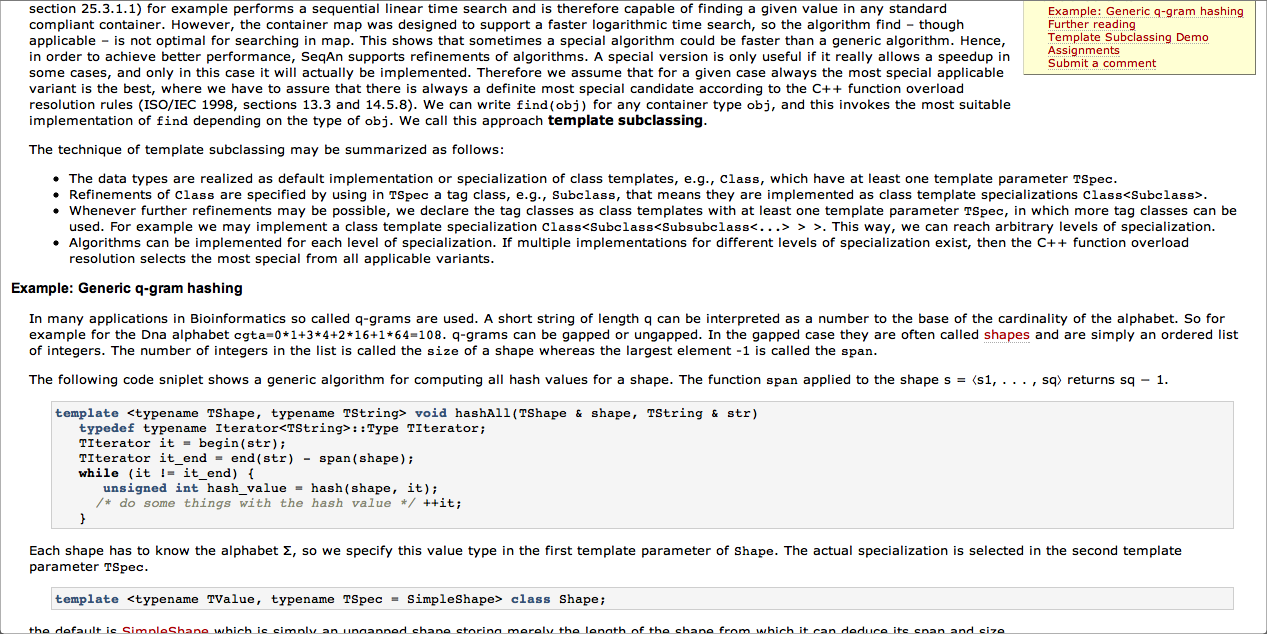 section 25.3.1.1) for example performs a sequential linear time search and is therefore capable of finding a given value in any standard
compliant container. However, the container map was designed to support a faster logarithmic time search, so the algorithm find – though
applicable – is not optimal for searching in map. This shows that sometimes a special algorithm could be faster than a generic algorithm. Hence,
in order to achieve better performance, SeqAn supports refinements of algorithms. A special version is only useful if it really allows a speedup in
some cases, and only in this case it will actually be implemented. Therefore we assume that for a given case always the most special applicable
variant is the best, where we have to assure that there is always a definite most special candidate according to the C++ function overload
resolution rules (ISO/IEC 1998, sections 13.3 and 14.5.8). We can write find(obj) for any container type obj, and this invokes the most suitable
implementation of find depending on the type of obj. We call this approach template subclassing.
Example: Generic q-gram hashing
Further reading
Template Subclassing Demo
Assignments
Submit a comment
The technique of template subclassing may be summarized as follows:
• The data types are realized as default implementation or specialization of class templates, e.g., Class, which have at least one template parameter TSpec.
• Refinements of Class are specified by using in TSpec a tag class, e.g., Subclass, that means they are implemented as class template specializations Class<Subclass>.
• Whenever further refinements may be possible, we declare the tag classes as class templates with at least one template parameter TSpec, in which more tag classes can be
used. For example we may implement a class template specialization Class<Subclass<Subsubclass<...> > >. This way, we can reach arbitrary levels of specialization.
• Algorithms can be implemented for each level of specialization. If multiple implementations for different levels of specialization exist, then the C++ function overload
resolution selects the most special from all applicable variants.
Example: Generic q-gram hashing
In many applications in Bioinformatics so called q-grams are used. A short string of length q can be interpreted as a number to the base of the cardinality of the alphabet. So for
example for the Dna alphabet cgta=0*1+3*4+2*16+1*64=108. q-grams can be gapped or ungapped. In the gapped case they are often called shapes and are simply an ordered list
of integers. The number of integers in the list is called the size of a shape whereas the largest element -1 is called the span.
The following code sniplet shows a generic algorithm for computing all hash values for a shape. The function span applied to the shape s = ⟨s1, . . . , sq⟩ returns sq − 1.
template <typename TShape, typename TString> void hashAll(TShape & shape, TString & str)
typedef typename Iterator<TString>::Type TIterator;
TIterator it = begin(str);
TIterator it_end = end(str) - span(shape);
while (it != it_end) {
unsigned int hash_value = hash(shape, it);
/* do some things with the hash value */ ++it;
}
Each shape has to know the alphabet Σ, so we specify this value type in the first template parameter of Shape. The actual specialization is selected in the second template
parameter TSpec.
template <typename TValue, typename TSpec = SimpleShape> class Shape;
the default is SimpleShape which is simply an ungapped shape storing merely the length of the shape from which it can deduce its span and size.